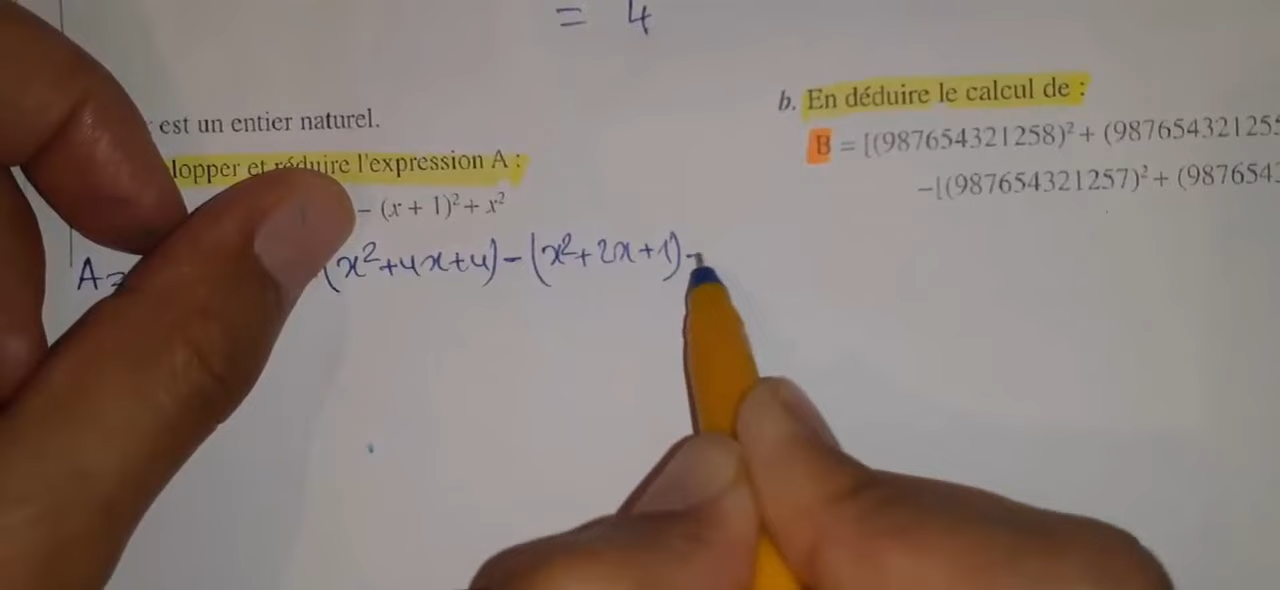 = 4
est un entier naturel.
lopper et réduire l'expression A :
– (x + 1)² + x²
A= (x²+4x+4) - (x²+2x+1) -
b. En déduire le calcul de :
B = [(987654321258)² + (98765432125
–[(987654321257)² + (987654